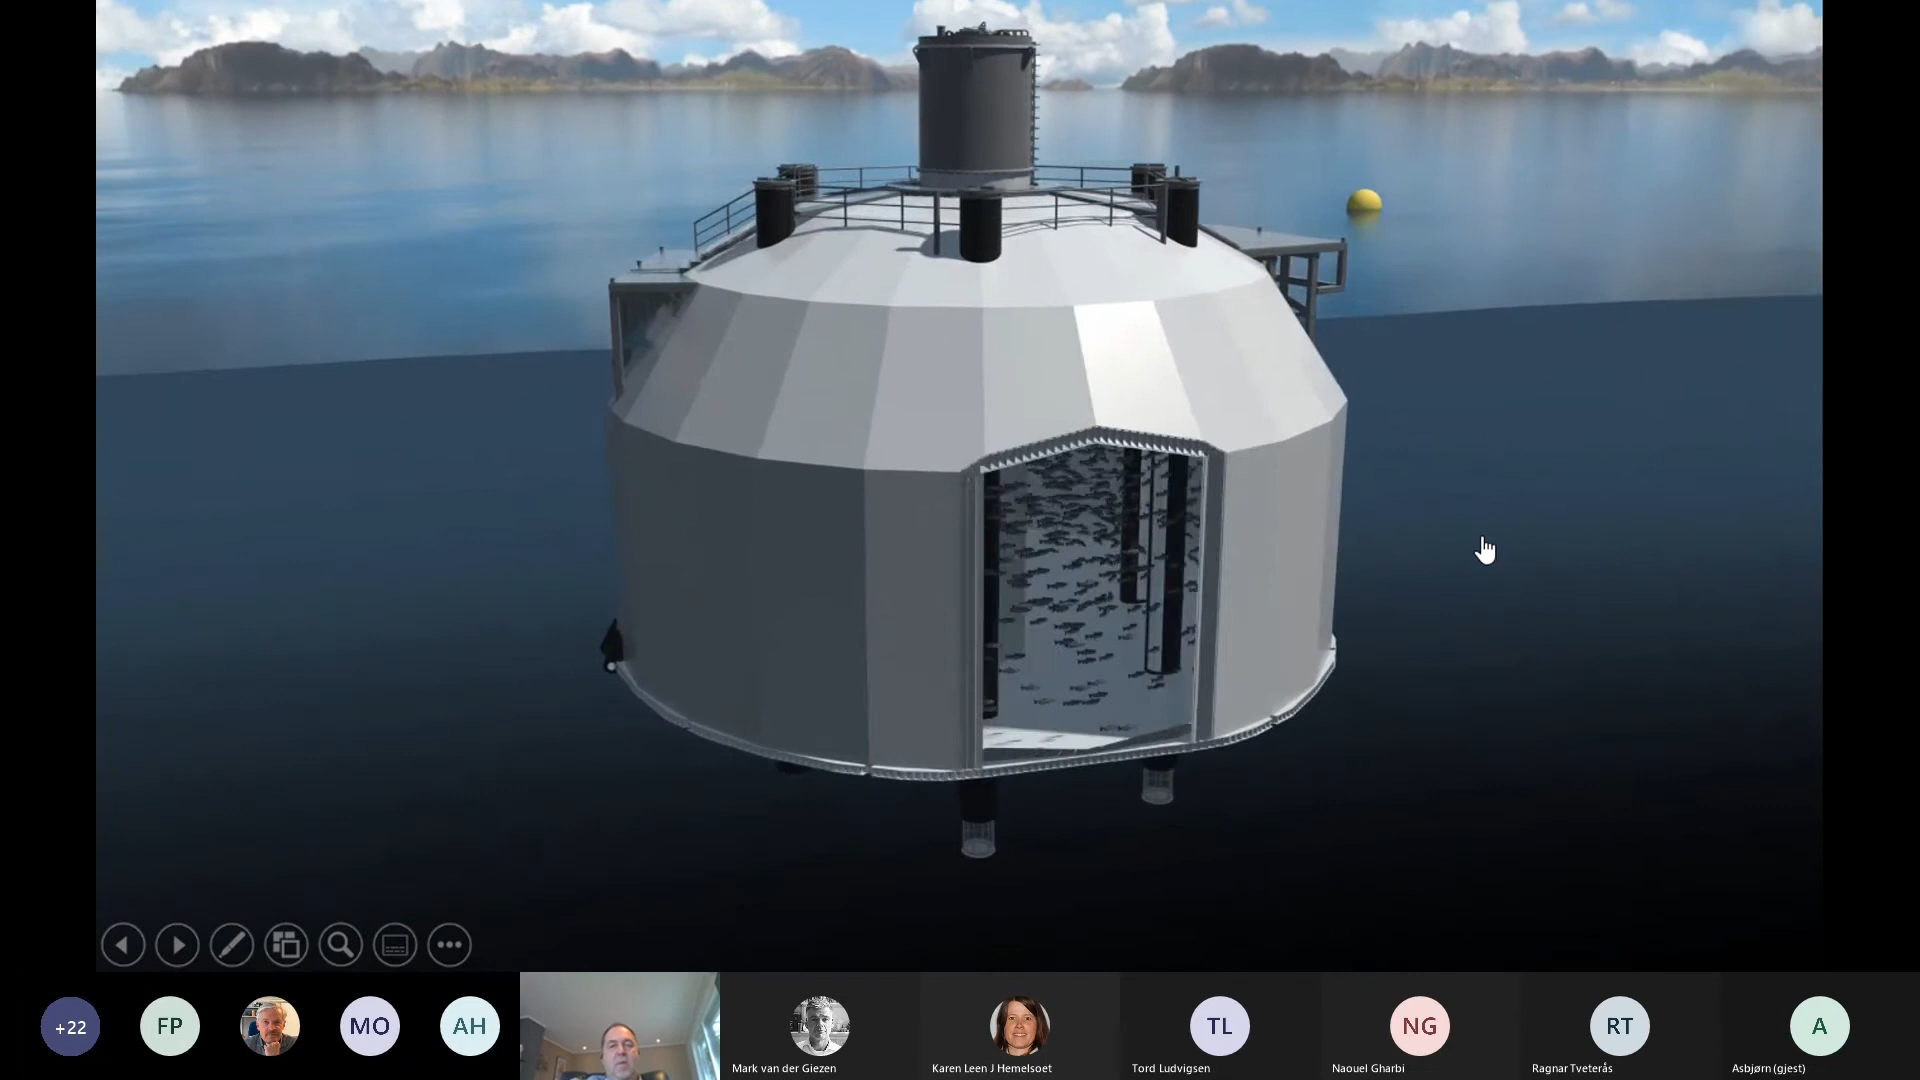 +22
FP
MO
AH
TL
NG
RT
A
Mark van der Giezen
Karen Leen J Hemelsoet
Tord Ludvigsen
Naouel Gharbi
Ragnar Tveterås
Asbjørn (gjest)